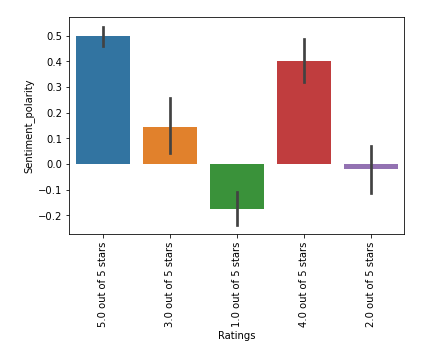 Sentiment_polarity
0.5
0.4
0.3
0.2
0.1
0.0
−0.1
−0.2
5.0 out of 5 stars
3.0 out of 5 stars
1.0 out of 5 stars
4.0 out of 5 stars
2.0 out of 5 stars
Ratings